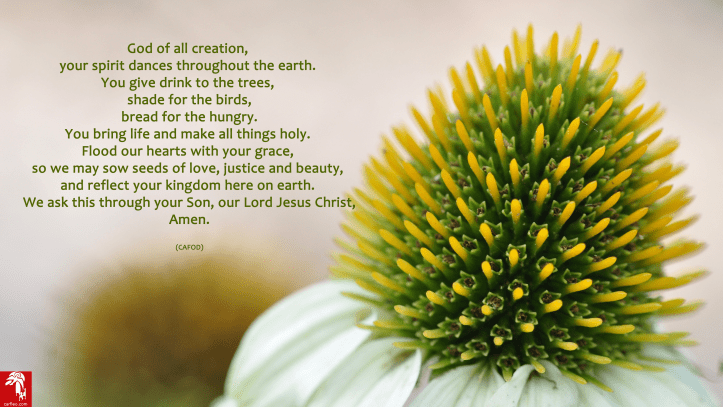 God of all creation,
your spirit dances throughout the earth.
You give drink to the trees,
shade for the birds,
bread for the hungry.
You bring life and make all things holy.
Flood our hearts with your grace,
so we may sow seeds of love, justice and beauty,
and reflect your kingdom here on earth.
We ask this through your Son, our Lord Jesus Christ,
Amen.
(CAFOD)